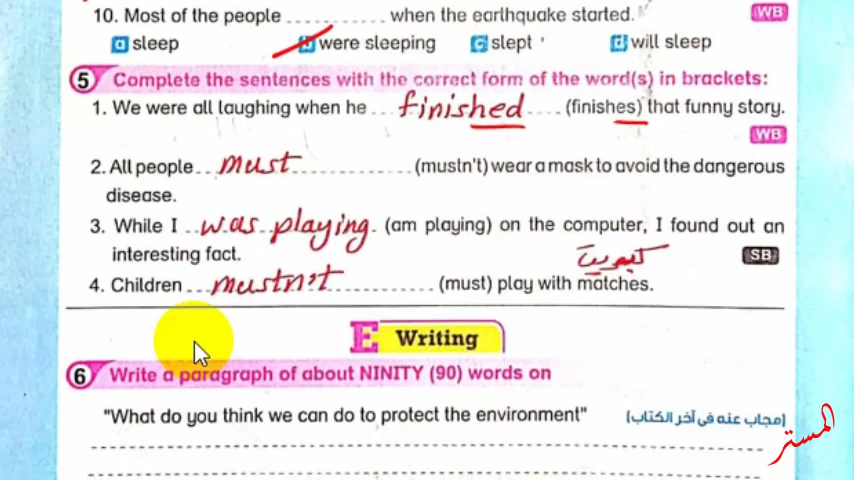 10. Most of the people ............ when the earthquake started. WB
a sleep b were sleeping c slept d will sleep
5 Complete the sentences with the correct form of the word(s) in brackets:
1. We were all laughing when he finished (finishes) that funny story.
WB
2. All people must (mustn't) wear a mask to avoid the dangerous
disease.
3. While I was playing. (am playing) on the computer, I found out an
interesting fact. كبريت SB
4. Children mustn't (must) play with matches.
E Writing
6 Write a paragraph of about NINITY (90) words on
"What do you think we can do to protect the environment" (مجاب عنه في آخر الكتاب)
المستر